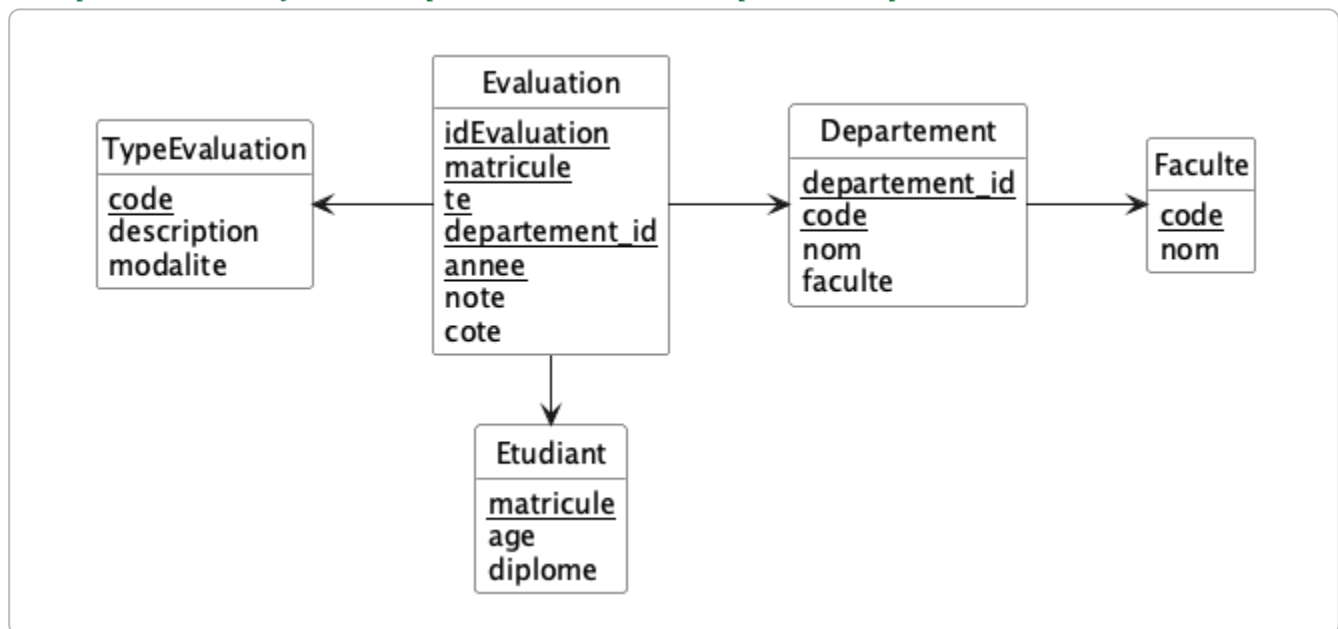 TypeEvaluation
code
description
modalite
Evaluation
idEvaluation
matricule
te
departement_id
annee
note
cote
Departement
departement_id
code
nom
faculte
Faculte
code
nom
Etudiant
matricule
age
diplome